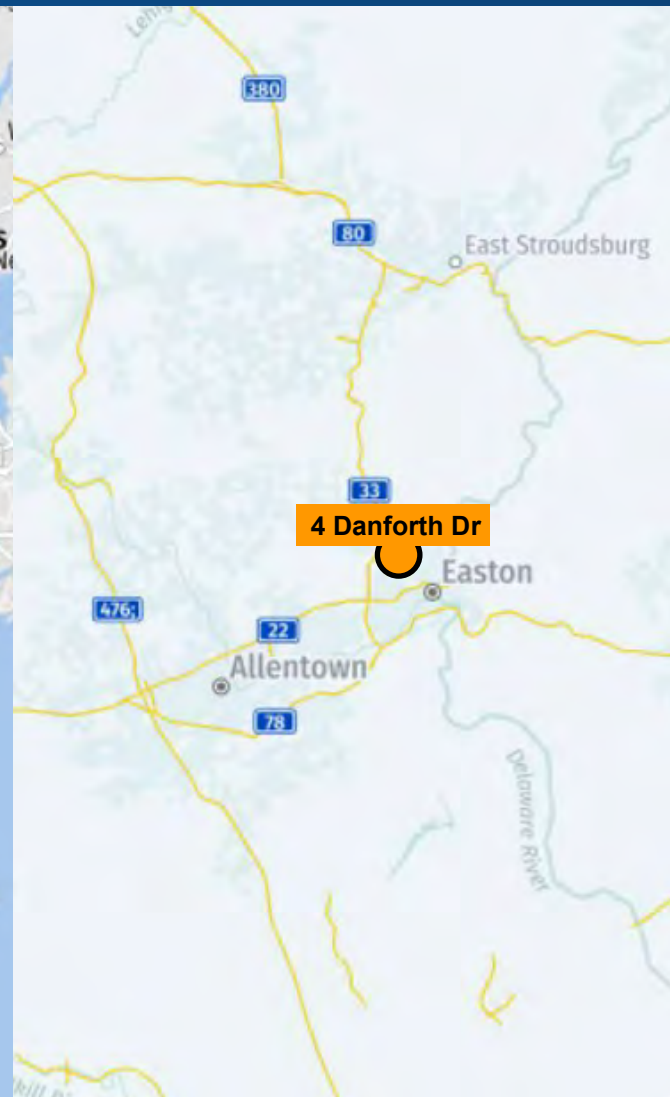 380
80
East Stroudsburg
33
4 Danforth Dr
Easton
476;
22
Allentown
78
Delaware River